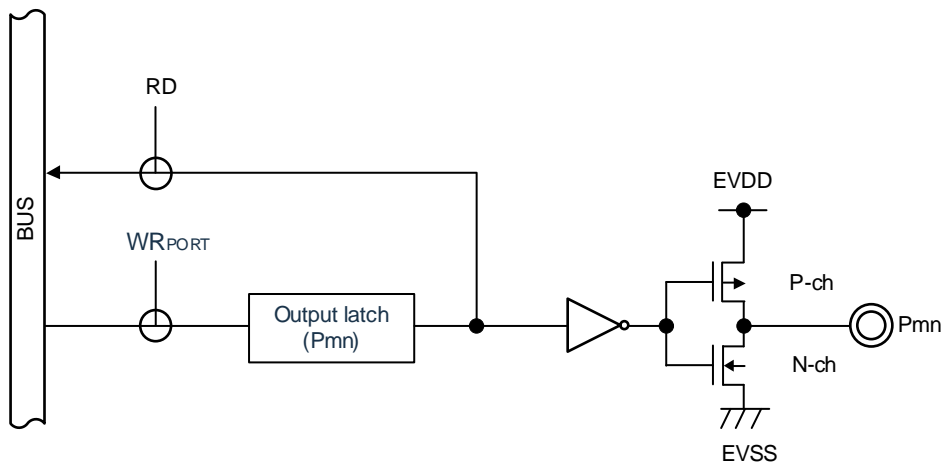 RD
EVDD
BUS
WRPORT
P-ch
Output latch
(Pmn)
Pmn
N-ch
EVSS